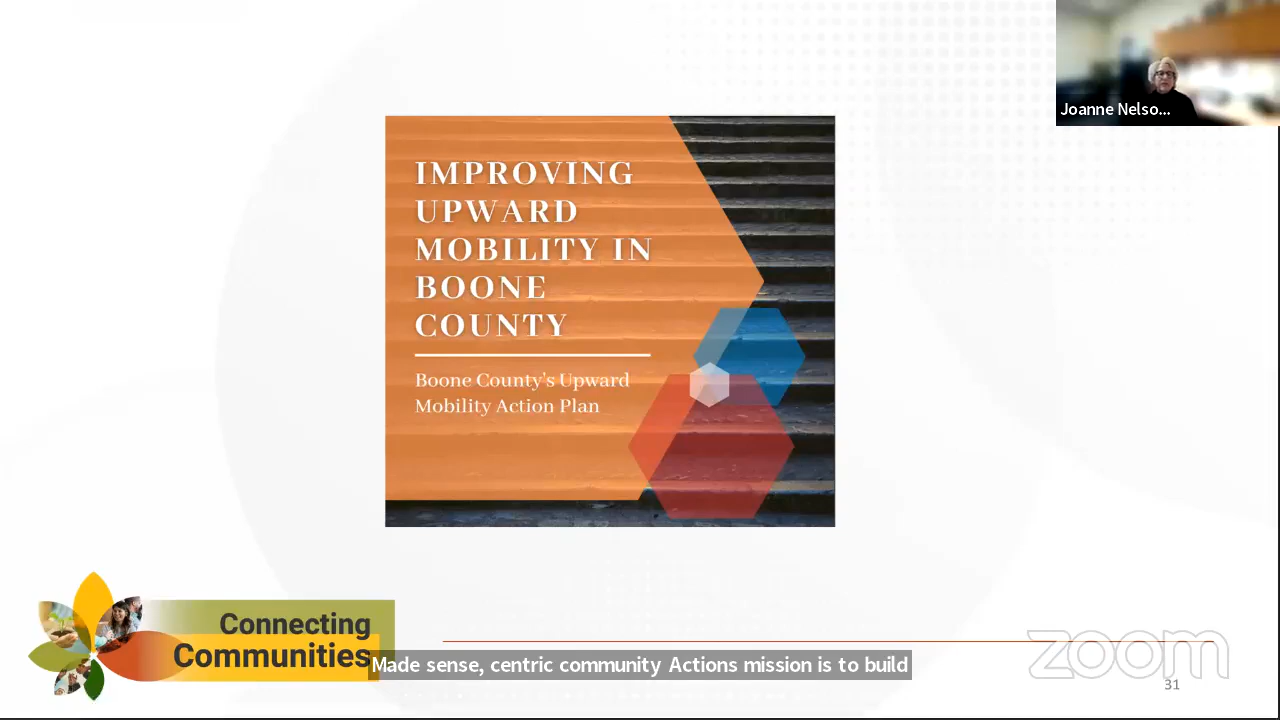 Joanne Nelso...
IMPROVING
UPWARD
MOBILITY IN
BOONE
COUNTY
Boone County's Upward
Mobility Action Plan
Connecting
Communities
Made sense, centric community Actions mission is to build
zoom
31